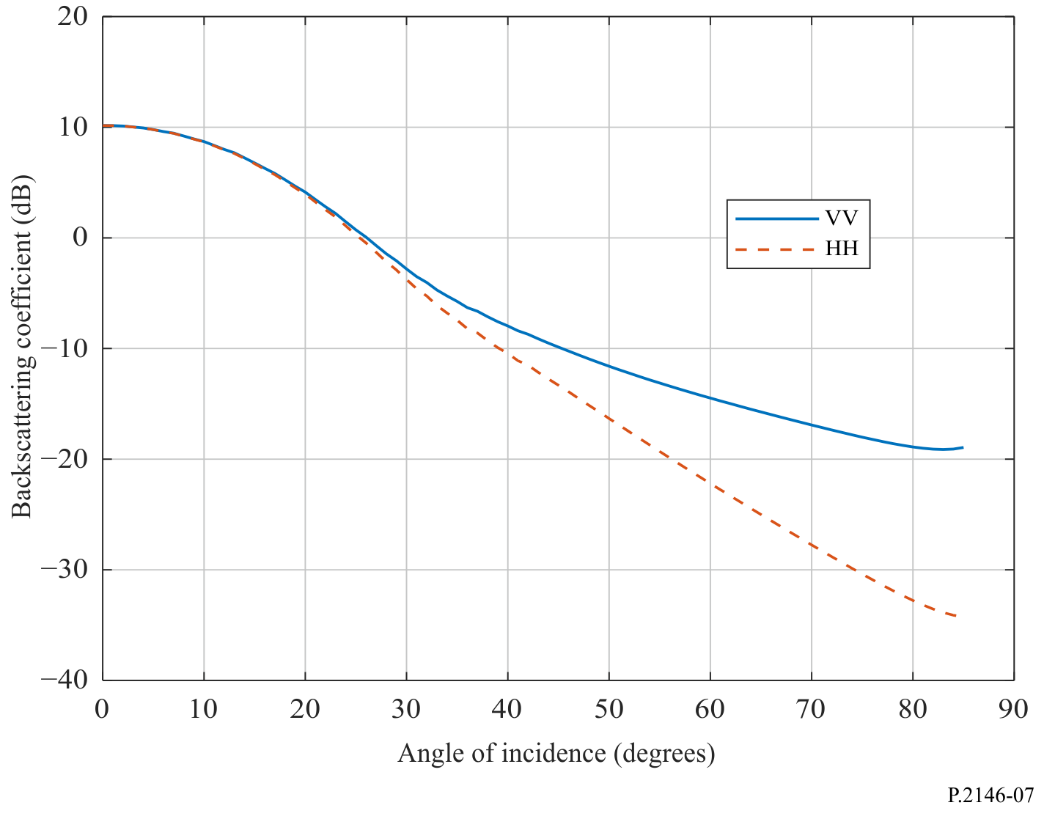 20
10
0
−10
−20
−30
−40
Backscattering coefficient (dB)
VV
HH
0 10 20 30 40 50 60 70 80 90
Angle of incidence (degrees)
P.2146-07